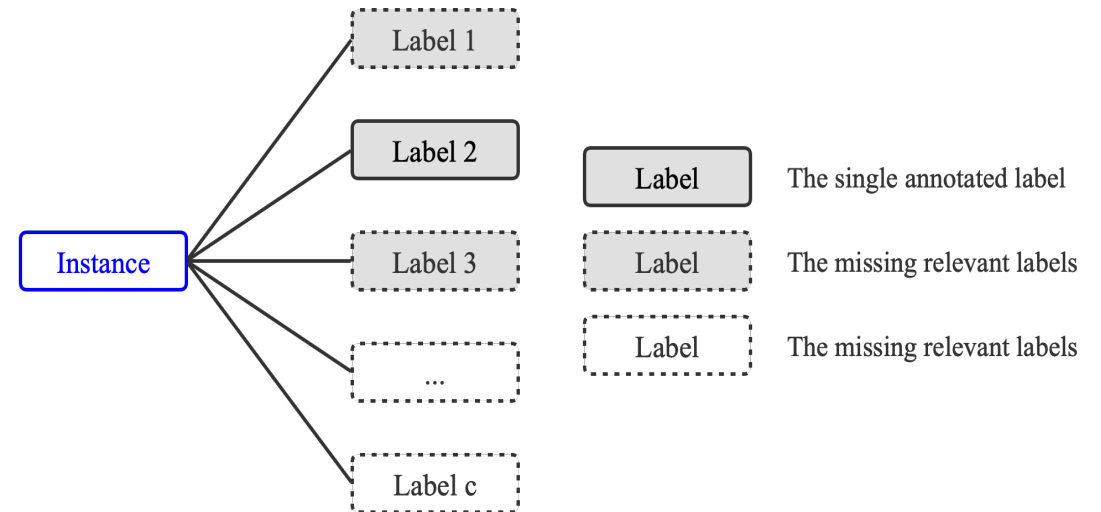 Label 1
Label 2
Instance
Label 3
...
Label c
Label
The single annotated label
Label
The missing relevant labels
Label
The missing relevant labels